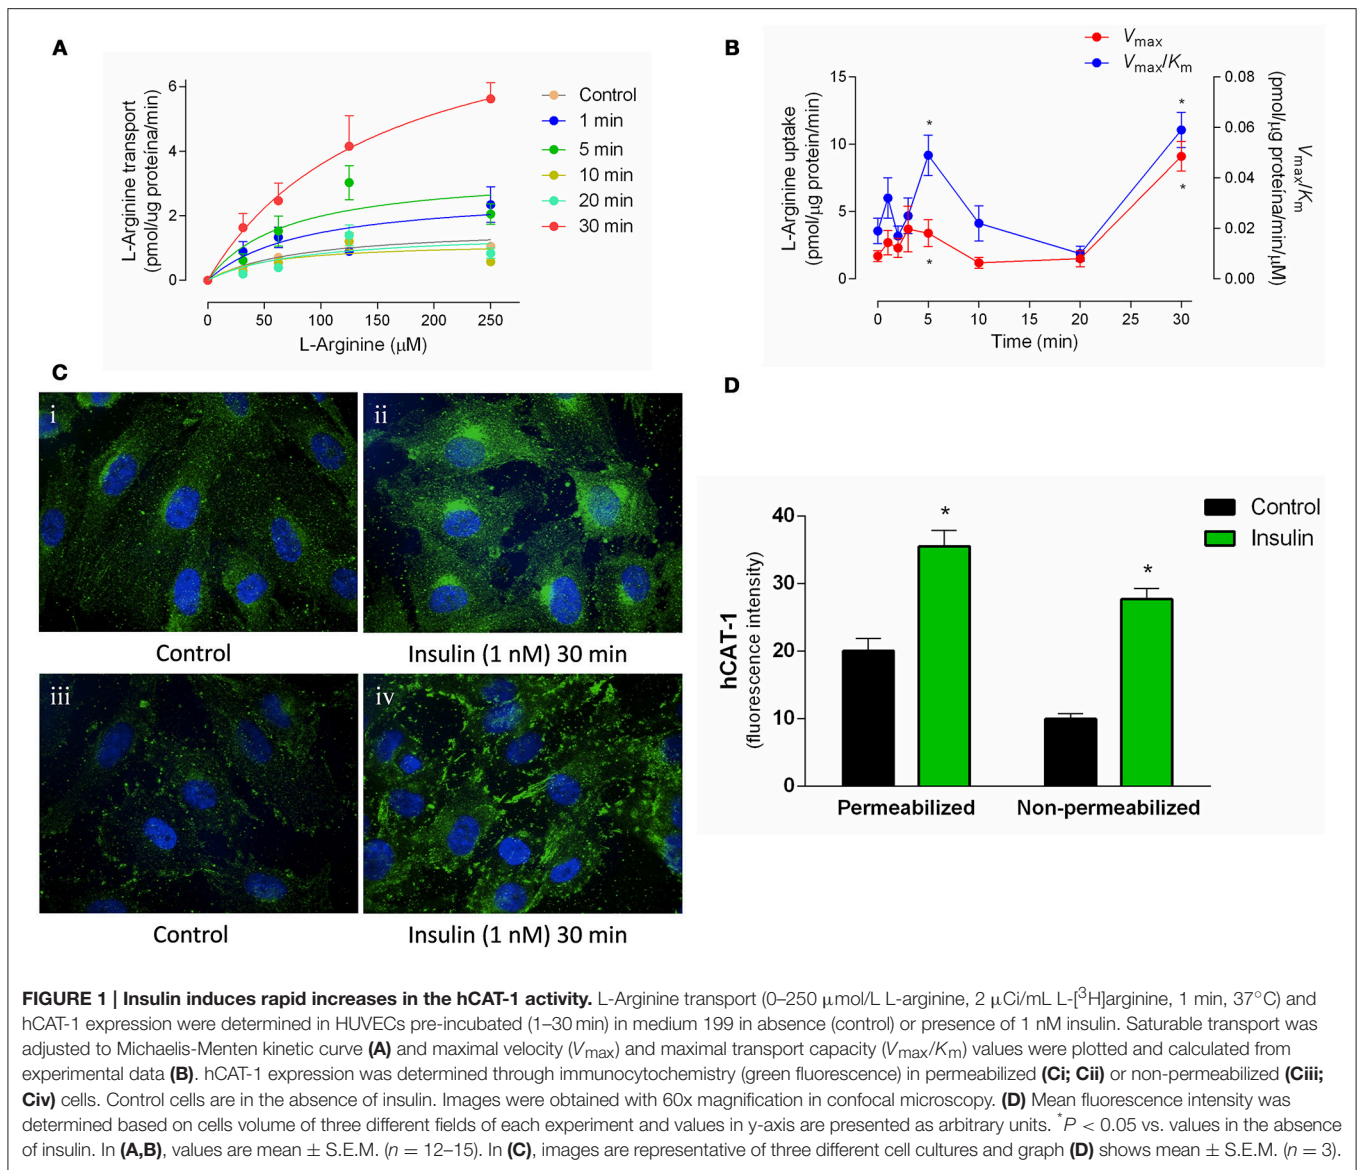 A
6
4
2
0
L-Arginine transport
(pmol/ug proteína/min)
0 50 100 150 200 250
L-Arginine (μM)
Control
1 min
5 min
10 min
20 min
30 min
B
Vmax
Vmax/Km
15
10
5
0
L-Arginine uptake
(pmol/μg protein/min)
0.08
0.06
0.04
0.02
0.00
Vmax/Km
(pmol/μg proteína/min/μM)
* * * *
0 5 10 15 20 25 30
Time (min)
C
i
ii
Control
Insulin (1 nM) 30 min
iii
iv
Control
Insulin (1 nM) 30 min
D
40
30
20
10
0
hCAT-1
(fluorescence intensity)
* *
Control
Insulin
Permeabilized Non-permeabilized
FIGURE 1 | Insulin induces rapid increases in the hCAT-1 activity. L-Arginine transport (0–250 μmol/L L-arginine, 2 μCi/mL L-[³H]arginine, 1 min, 37°C) and
hCAT-1 expression were determined in HUVECs pre-incubated (1–30 min) in medium 199 in absence (control) or presence of 1 nM insulin. Saturable transport was
adjusted to Michaelis-Menten kinetic curve (A) and maximal velocity (Vmax) and maximal transport capacity (Vmax/Km) values were plotted and calculated from
experimental data (B). hCAT-1 expression was determined through immunocytochemistry (green fluorescence) in permeabilized (Ci; Cii) or non-permeabilized (Ciii;
Civ) cells. Control cells are in the absence of insulin. Images were obtained with 60x magnification in confocal microscopy. (D) Mean fluorescence intensity was
determined based on cells volume of three different fields of each experiment and values in y-axis are presented as arbitrary units. *P < 0.05 vs. values in the absence
of insulin. In (A,B), values are mean ± S.E.M. (n = 12–15). In (C), images are representative of three different cell cultures and graph (D) shows mean ± S.E.M. (n = 3).